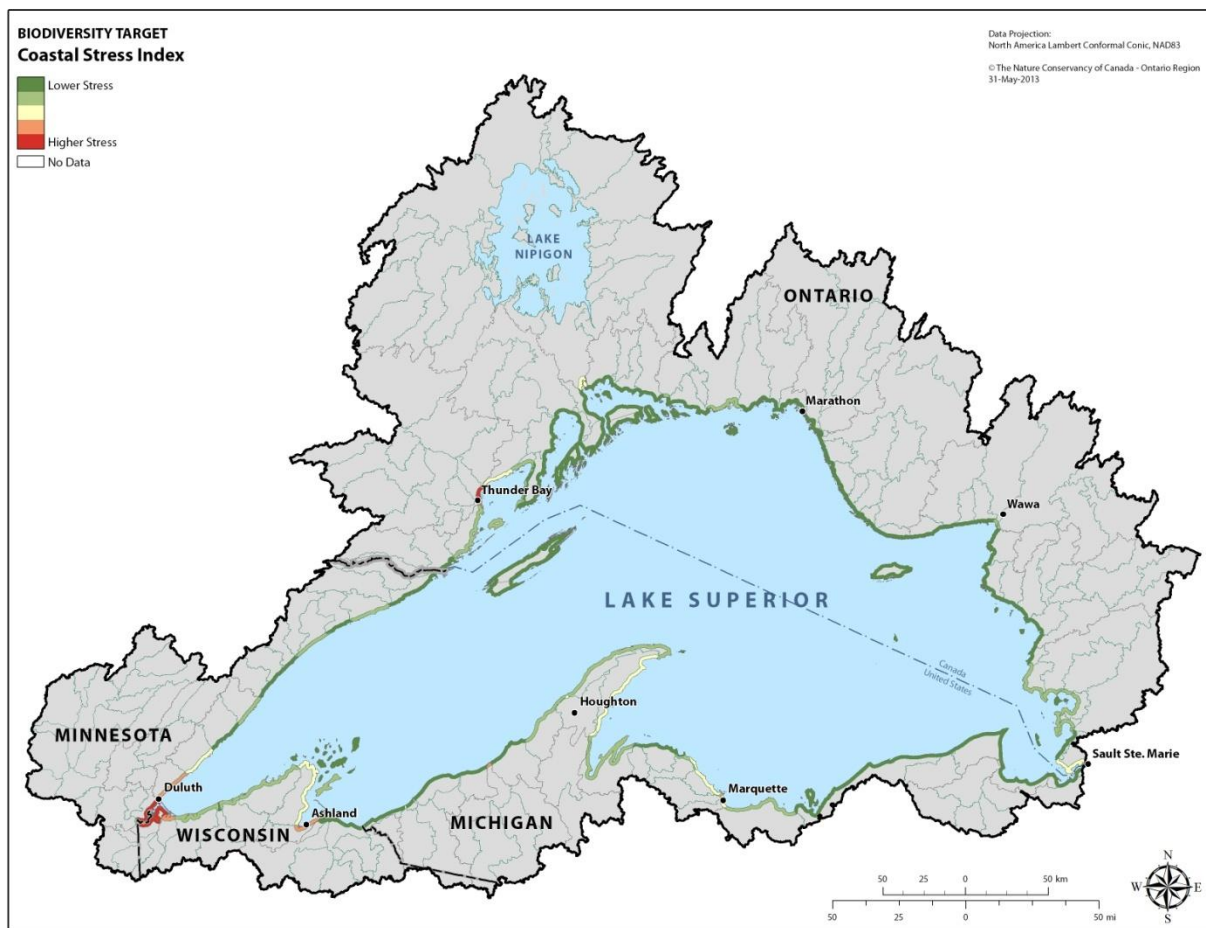 BIODIVERSITY TARGET
Coastal Stress Index
Lower Stress
Higher Stress
No Data
Data Projection:
North America Lambert Conformal Conic, NAD83
© The Nature Conservancy of Canada - Ontario Region
31-May-2013
LAKE
NIPIGON
ONTARIO
Marathon
Thunder Bay
Wawa
LAKE SUPERIOR
Canada
United States
Houghton
MINNESOTA
Sault Ste. Marie
Duluth
Marquette
Ashland
WISCONSIN
MICHIGAN
N
W
E
S
50 25 0 50 km
50 25 0 50 mi